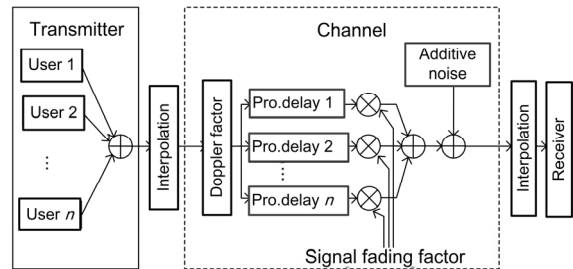 Transmitter
User 1
User 2
⋮
User n
Interpolation
Channel
Doppler factor
Pro.delay 1
Pro.delay 2
⋮
Pro.delay n
Additive
noise
Signal fading factor
Interpolation
Receiver